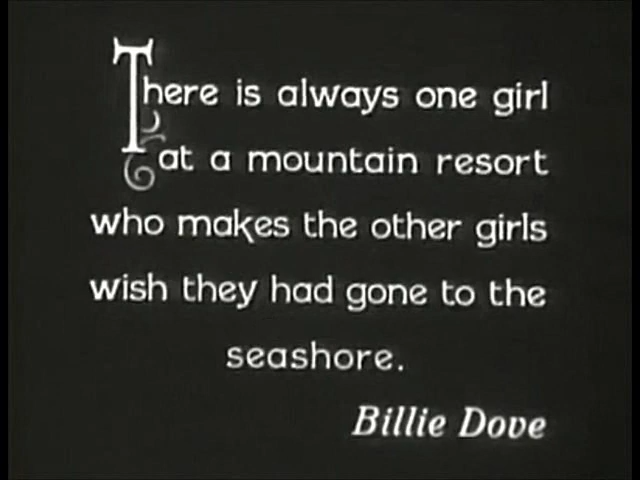 There is always one girl
at a mountain resort
who makes the other girls
wish they had gone to the
seashore.
Billie Dove